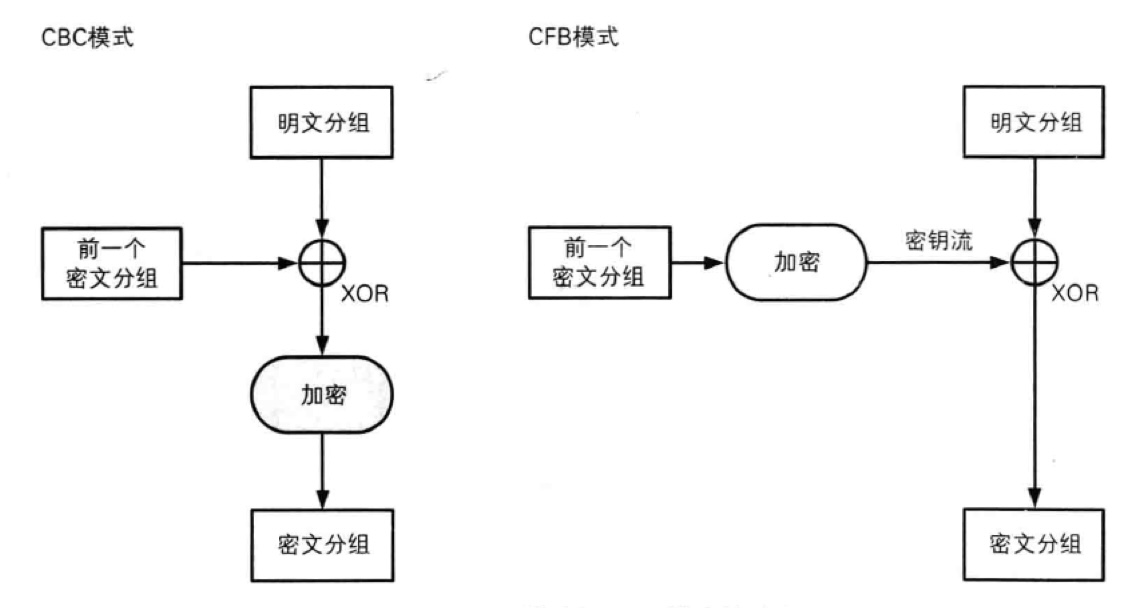 CBC模式
明文分组
前一个
密文分组
XOR
加密
密文分组
CFB模式
明文分组
前一个
密文分组
加密
密钥流
XOR
密文分组